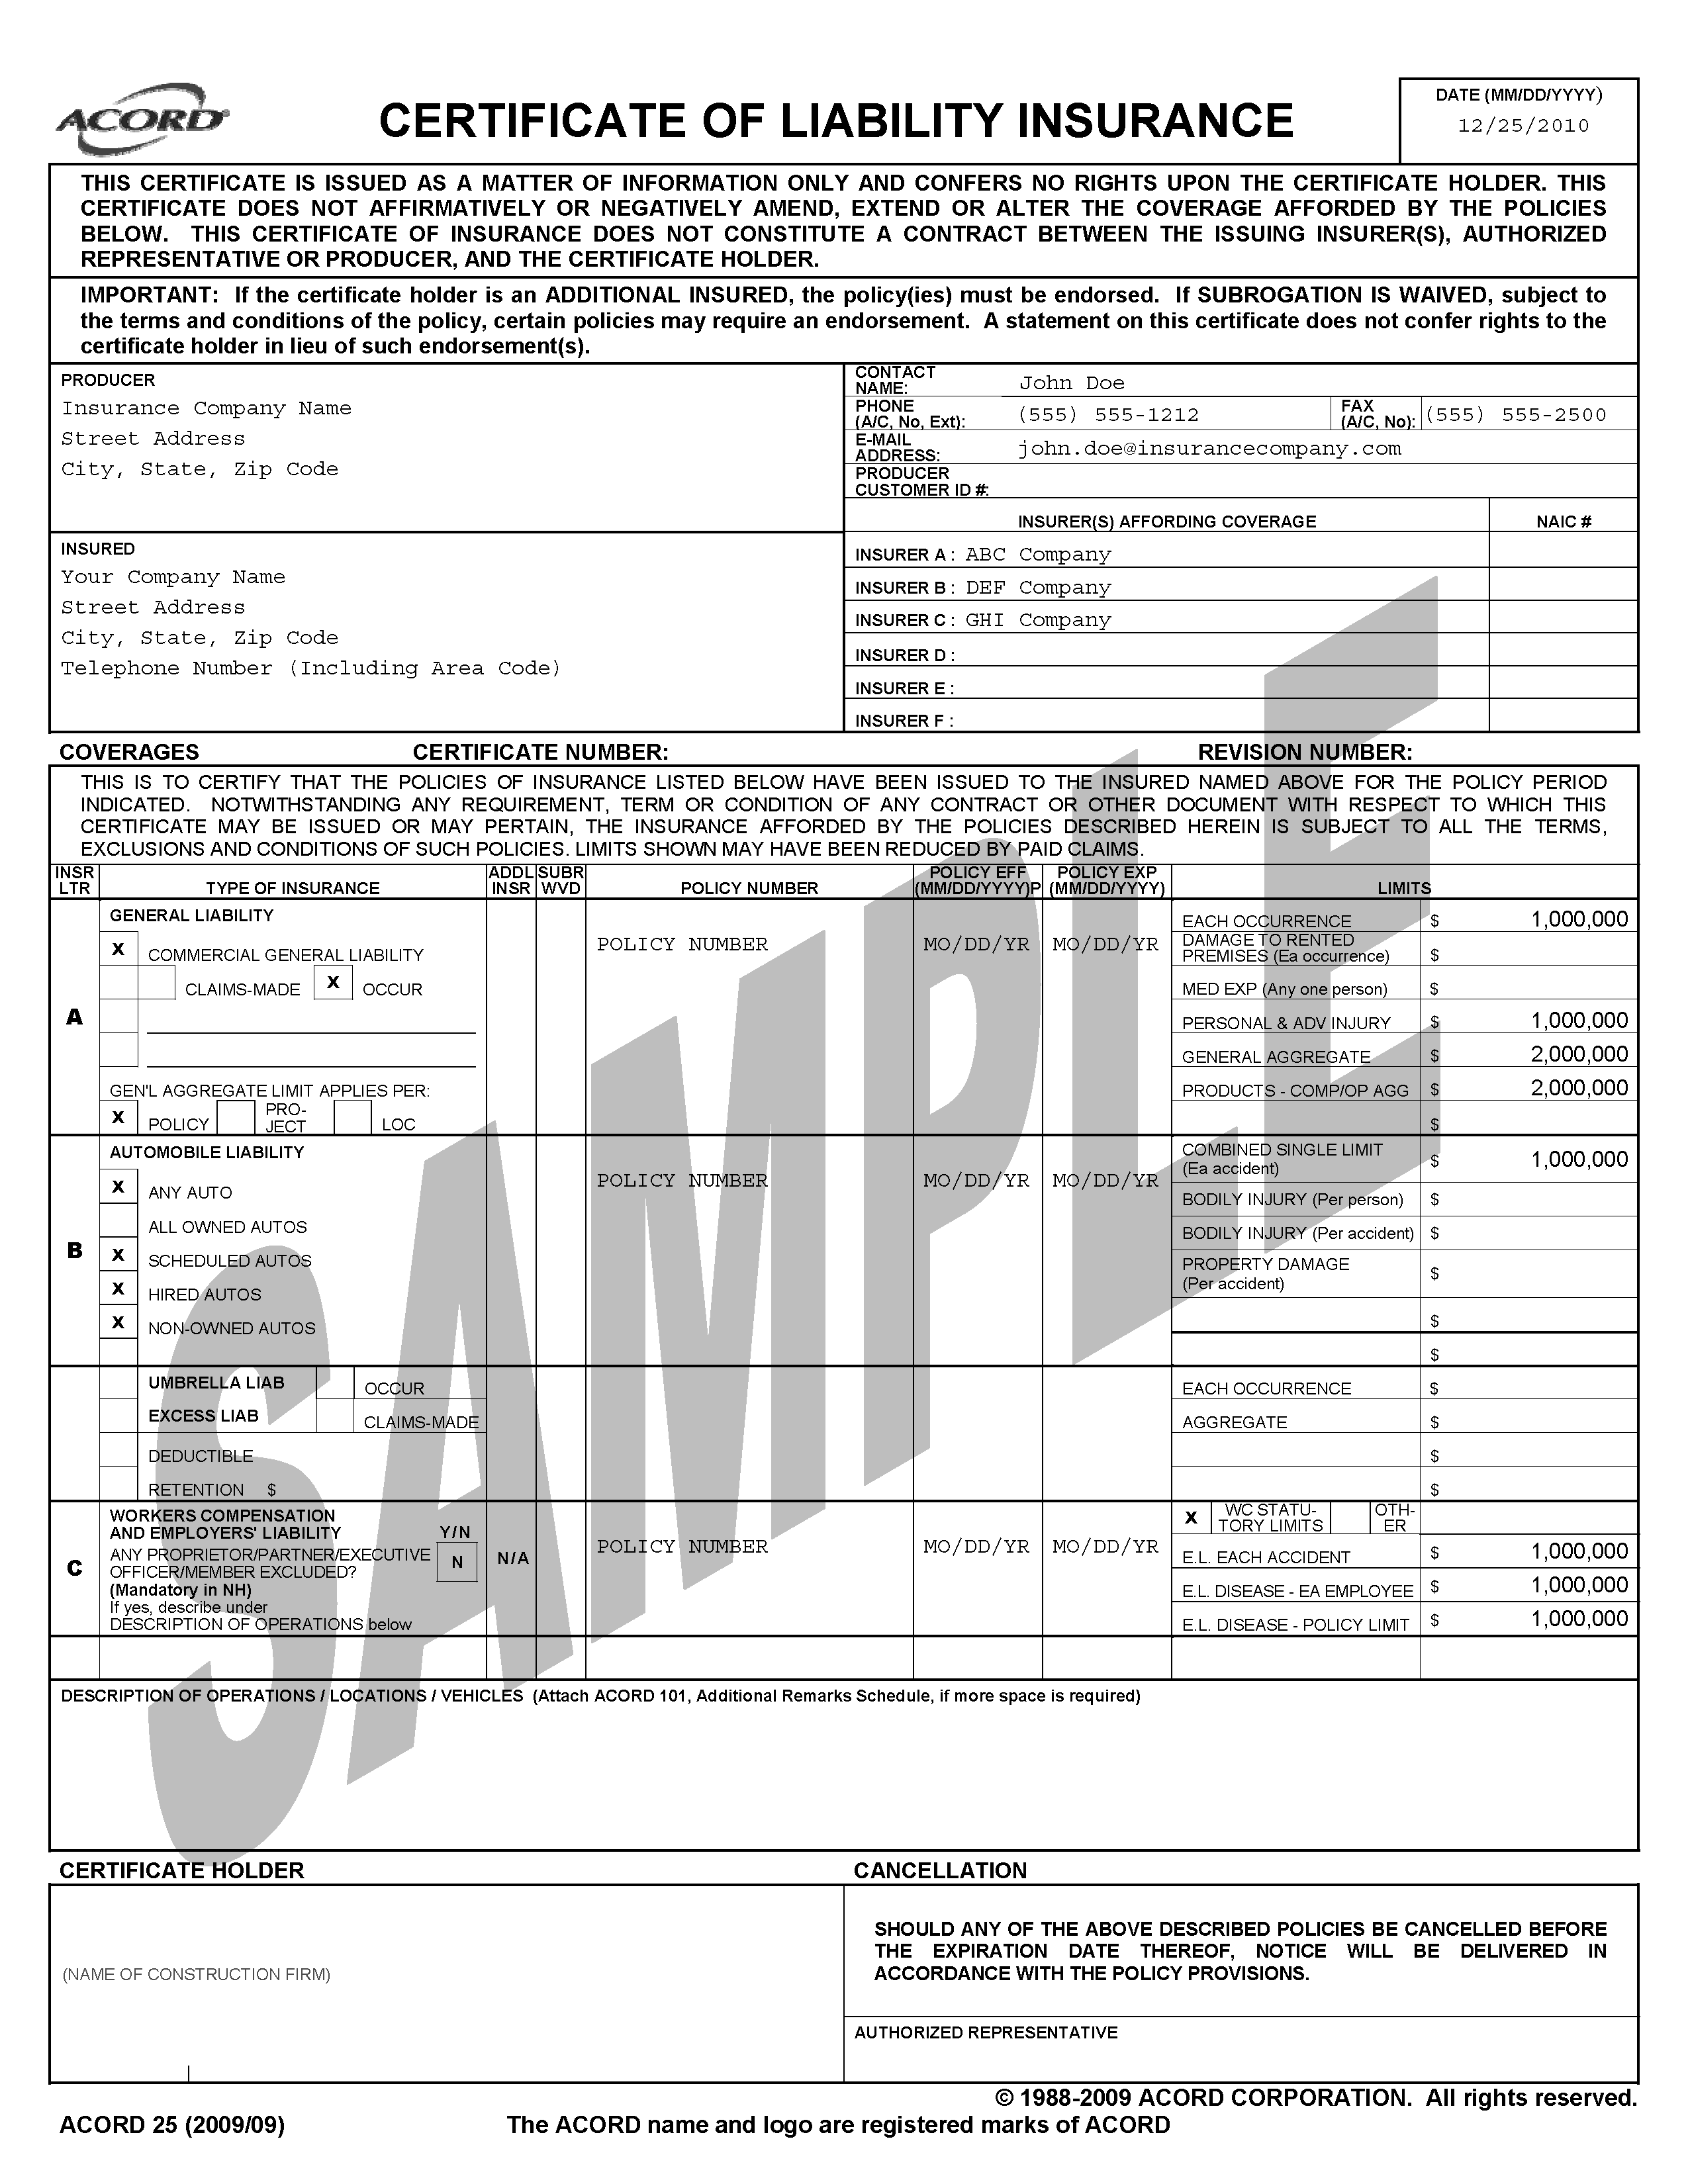 ACORD®
CERTIFICATE OF LIABILITY INSURANCE
DATE (MM/DD/YYYY)
12/25/2010
THIS CERTIFICATE IS ISSUED AS A MATTER OF INFORMATION ONLY AND CONFERS NO RIGHTS UPON THE CERTIFICATE HOLDER. THIS
CERTIFICATE DOES NOT AFFIRMATIVELY OR NEGATIVELY AMEND, EXTEND OR ALTER THE COVERAGE AFFORDED BY THE POLICIES
BELOW. THIS CERTIFICATE OF INSURANCE DOES NOT CONSTITUTE A CONTRACT BETWEEN THE ISSUING INSURER(S), AUTHORIZED
REPRESENTATIVE OR PRODUCER, AND THE CERTIFICATE HOLDER.
IMPORTANT: If the certificate holder is an ADDITIONAL INSURED, the policy(ies) must be endorsed. If SUBROGATION IS WAIVED, subject to
the terms and conditions of the policy, certain policies may require an endorsement. A statement on this certificate does not confer rights to the
certificate holder in lieu of such endorsement(s).
PRODUCER
Insurance Company Name
Street Address
City, State, Zip Code
CONTACT
NAME: John Doe
PHONE
(A/C, No, Ext): (555) 555-1212
FAX
(A/C, No): (555) 555-2500
E-MAIL
ADDRESS: john.doe@insurancecompany.com
PRODUCER
CUSTOMER ID #:
INSURER(S) AFFORDING COVERAGE NAIC #
INSURED
Your Company Name
Street Address
City, State, Zip Code
Telephone Number (Including Area Code)
INSURER A : ABC Company
INSURER B : DEF Company
INSURER C : GHI Company
INSURER D :
INSURER E :
INSURER F :
COVERAGES CERTIFICATE NUMBER: REVISION NUMBER:
THIS IS TO CERTIFY THAT THE POLICIES OF INSURANCE LISTED BELOW HAVE BEEN ISSUED TO THE INSURED NAMED ABOVE FOR THE POLICY PERIOD
INDICATED. NOTWITHSTANDING ANY REQUIREMENT, TERM OR CONDITION OF ANY CONTRACT OR OTHER DOCUMENT WITH RESPECT TO WHICH THIS
CERTIFICATE MAY BE ISSUED OR MAY PERTAIN, THE INSURANCE AFFORDED BY THE POLICIES DESCRIBED HEREIN IS SUBJECT TO ALL THE TERMS,
EXCLUSIONS AND CONDITIONS OF SUCH POLICIES. LIMITS SHOWN MAY HAVE BEEN REDUCED BY PAID CLAIMS.
INSR LTR TYPE OF INSURANCE ADDL INSR SUBR WVD POLICY NUMBER POLICY EFF (MM/DD/YYYY)P POLICY EXP (MM/DD/YYYY) LIMITS
A
GENERAL LIABILITY
X COMMERCIAL GENERAL LIABILITY
CLAIMS-MADE X OCCUR
GEN'L AGGREGATE LIMIT APPLIES PER:
X POLICY PRO-JECT LOC
POLICY NUMBER MO/DD/YR MO/DD/YR
EACH OCCURRENCE $ 1,000,000
DAMAGE TO RENTED
PREMISES (Ea occurrence) $
MED EXP (Any one person) $
PERSONAL & ADV INJURY $ 1,000,000
GENERAL AGGREGATE $ 2,000,000
PRODUCTS - COMP/OP AGG $ 2,000,000
$
B
AUTOMOBILE LIABILITY
X ANY AUTO
ALL OWNED AUTOS
X SCHEDULED AUTOS
X HIRED AUTOS
X NON-OWNED AUTOS
POLICY NUMBER MO/DD/YR MO/DD/YR
COMBINED SINGLE LIMIT
(Ea accident) $ 1,000,000
BODILY INJURY (Per person) $
BODILY INJURY (Per accident) $
PROPERTY DAMAGE
(Per accident) $
$
$
UMBRELLA LIAB OCCUR
EXCESS LIAB CLAIMS-MADE
DEDUCTIBLE
RETENTION $
EACH OCCURRENCE $
AGGREGATE $
$
$
C
WORKERS COMPENSATION
AND EMPLOYERS' LIABILITY Y/N
ANY PROPRIETOR/PARTNER/EXECUTIVE
OFFICER/MEMBER EXCLUDED? N
(Mandatory in NH)
If yes, describe under
DESCRIPTION OF OPERATIONS below
N/A
POLICY NUMBER MO/DD/YR MO/DD/YR
X WC STATU-TORY LIMITS OTH-ER
E.L. EACH ACCIDENT $ 1,000,000
E.L. DISEASE - EA EMPLOYEE $ 1,000,000
E.L. DISEASE - POLICY LIMIT $ 1,000,000
DESCRIPTION OF OPERATIONS / LOCATIONS / VEHICLES (Attach ACORD 101, Additional Remarks Schedule, if more space is required)
SAMPLE
CERTIFICATE HOLDER
(NAME OF CONSTRUCTION FIRM)
CANCELLATION
SHOULD ANY OF THE ABOVE DESCRIBED POLICIES BE CANCELLED BEFORE
THE EXPIRATION DATE THEREOF, NOTICE WILL BE DELIVERED IN
ACCORDANCE WITH THE POLICY PROVISIONS.
AUTHORIZED REPRESENTATIVE
© 1988-2009 ACORD CORPORATION. All rights reserved.
ACORD 25 (2009/09) The ACORD name and logo are registered marks of ACORD